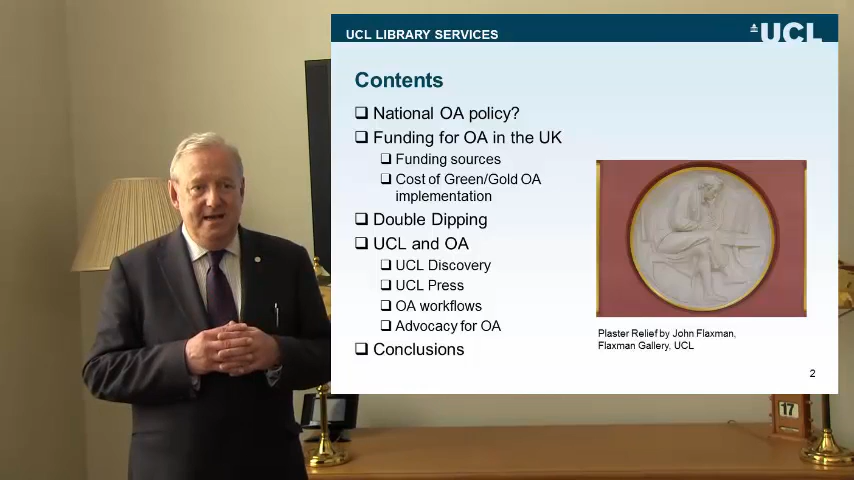 UCL LIBRARY SERVICES
UCL
Contents
National OA policy?
Funding for OA in the UK
Funding sources
Cost of Green/Gold OA
implementation
Double Dipping
UCL and OA
UCL Discovery
UCL Press
OA workflows
Advocacy for OA
Conclusions
Plaster Relief by John Flaxman,
Flaxman Gallery, UCL
2
17